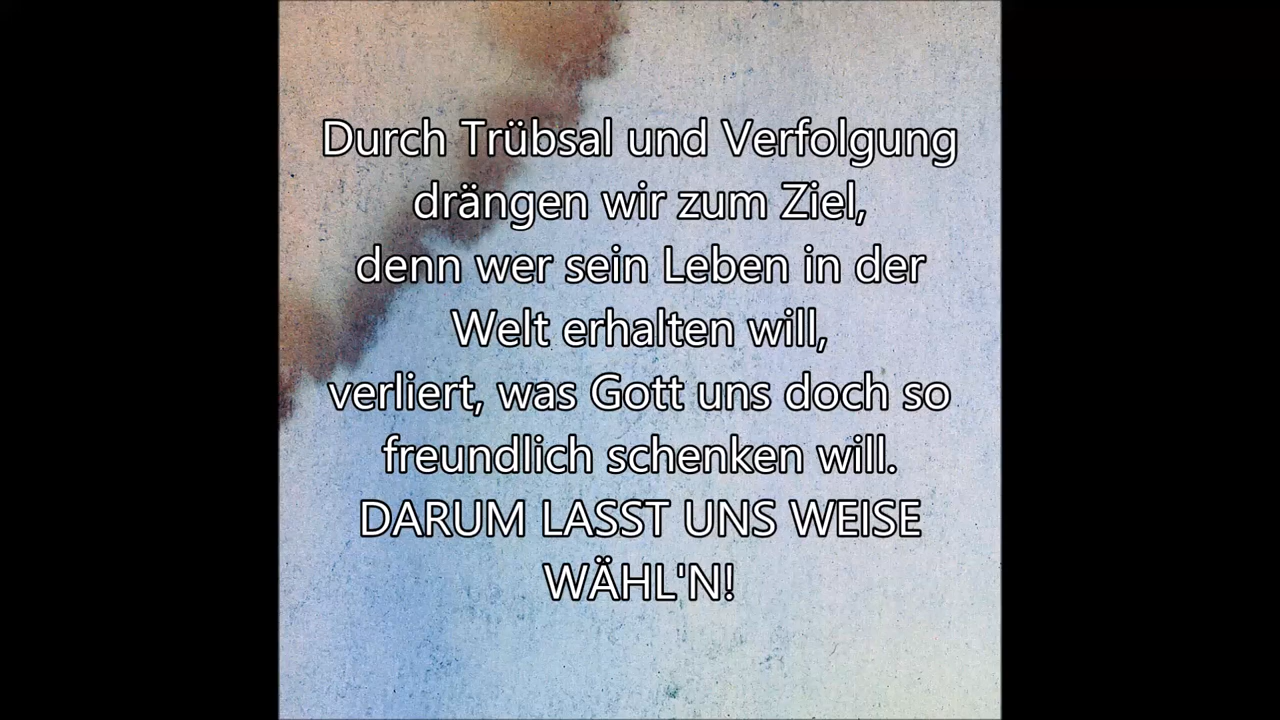 Durch Trübsal und Verfolgung
drängen wir zum Ziel,
denn wer sein Leben in der
Welt erhalten will,
verliert, was Gott uns doch so
freundlich schenken will.
DARUM LASST UNS WEISE
WÄHL'N!